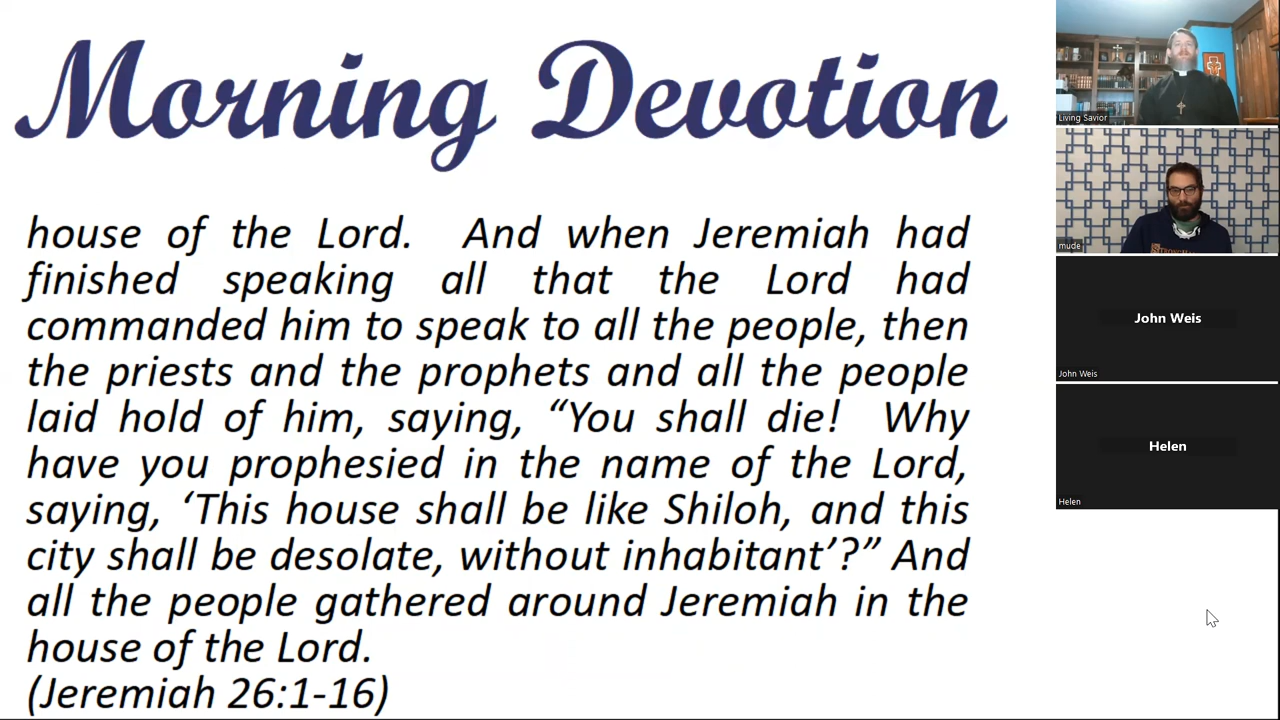 Morning Devotion
house of the Lord.  And when Jeremiah had
finished speaking all that the Lord had
commanded him to speak to all the people, then
the priests and the prophets and all the people
laid hold of him, saying, “You shall die!  Why
have you prophesied in the name of the Lord,
saying, ‘This house shall be like Shiloh, and this
city shall be desolate, without inhabitant’?” And
all the people gathered around Jeremiah in the
house of the Lord.
(Jeremiah 26:1-16)
Living Savior
mude
John Weis
John Weis
Helen
Helen